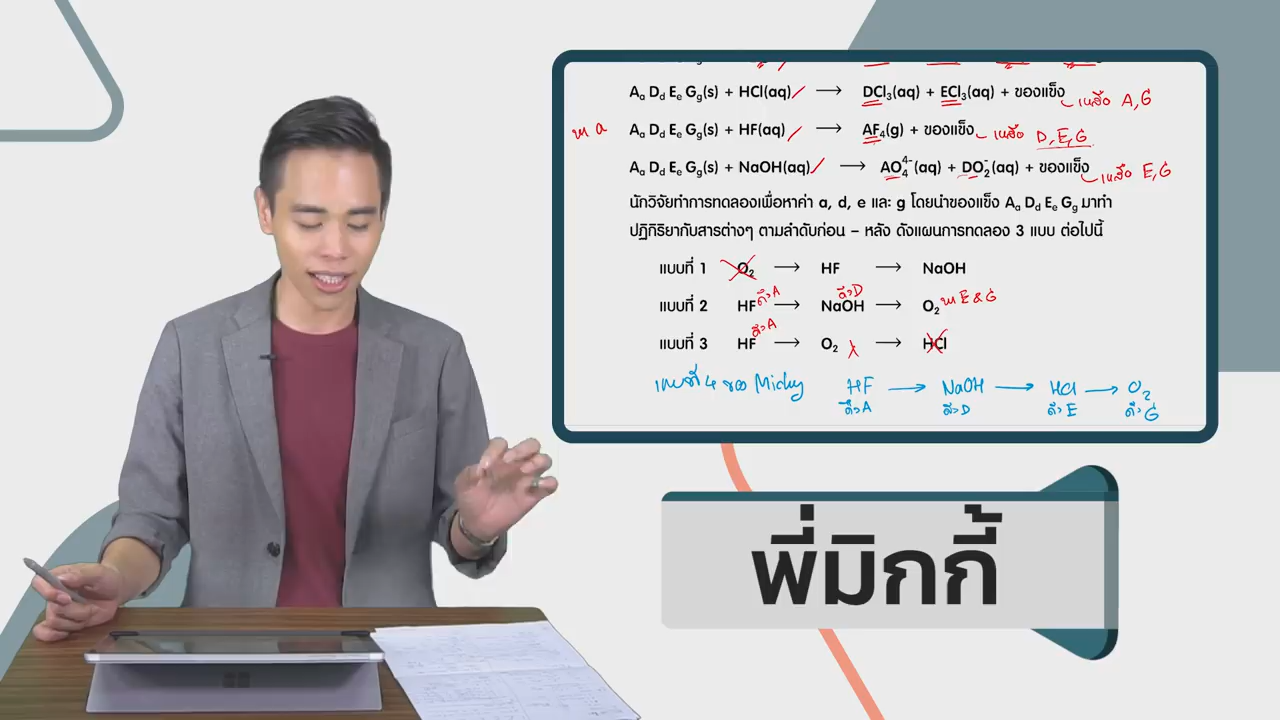 AₐD_dEₑG_g(s) + HCl(aq) ⟶ DCl₃(aq) + ECl₃(aq) + ของแข็ง เหลือ A, G
หา a AₐD_dEₑG_g(s) + HF(aq) ⟶ AF₄(g) + ของแข็ง เหลือ D, E, G
AₐD_dEₑG_g(s) + NaOH(aq) ⟶ AO₄⁴⁻(aq) + DO₂⁻(aq) + ของแข็ง เหลือ E, G
นักวิจัยทำการทดลองเพื่อหาค่า a, d, e และ g โดยนำของแข็ง AₐD_dEₑG_g มาทำ
ปฏิกิริยากับสารต่างๆ ตามลำดับก่อน – หลัง ดังแผนการทดลอง 3 แบบ ต่อไปนี้
แบบที่ 1 O₂ ⟶ HF ⟶ NaOH
ดึง A ดึง D
แบบที่ 2 HF ⟶ NaOH ⟶ O₂ หา E & G
ดึง A
แบบที่ 3 HF ⟶ O₂ ⟶ HCl
แบบที่ 4 ของ Micky HF ⟶ NaOH ⟶ HCl ⟶ O₂
ดึง A ดึง D ดึง E ดึง G
พี่มิกกี้